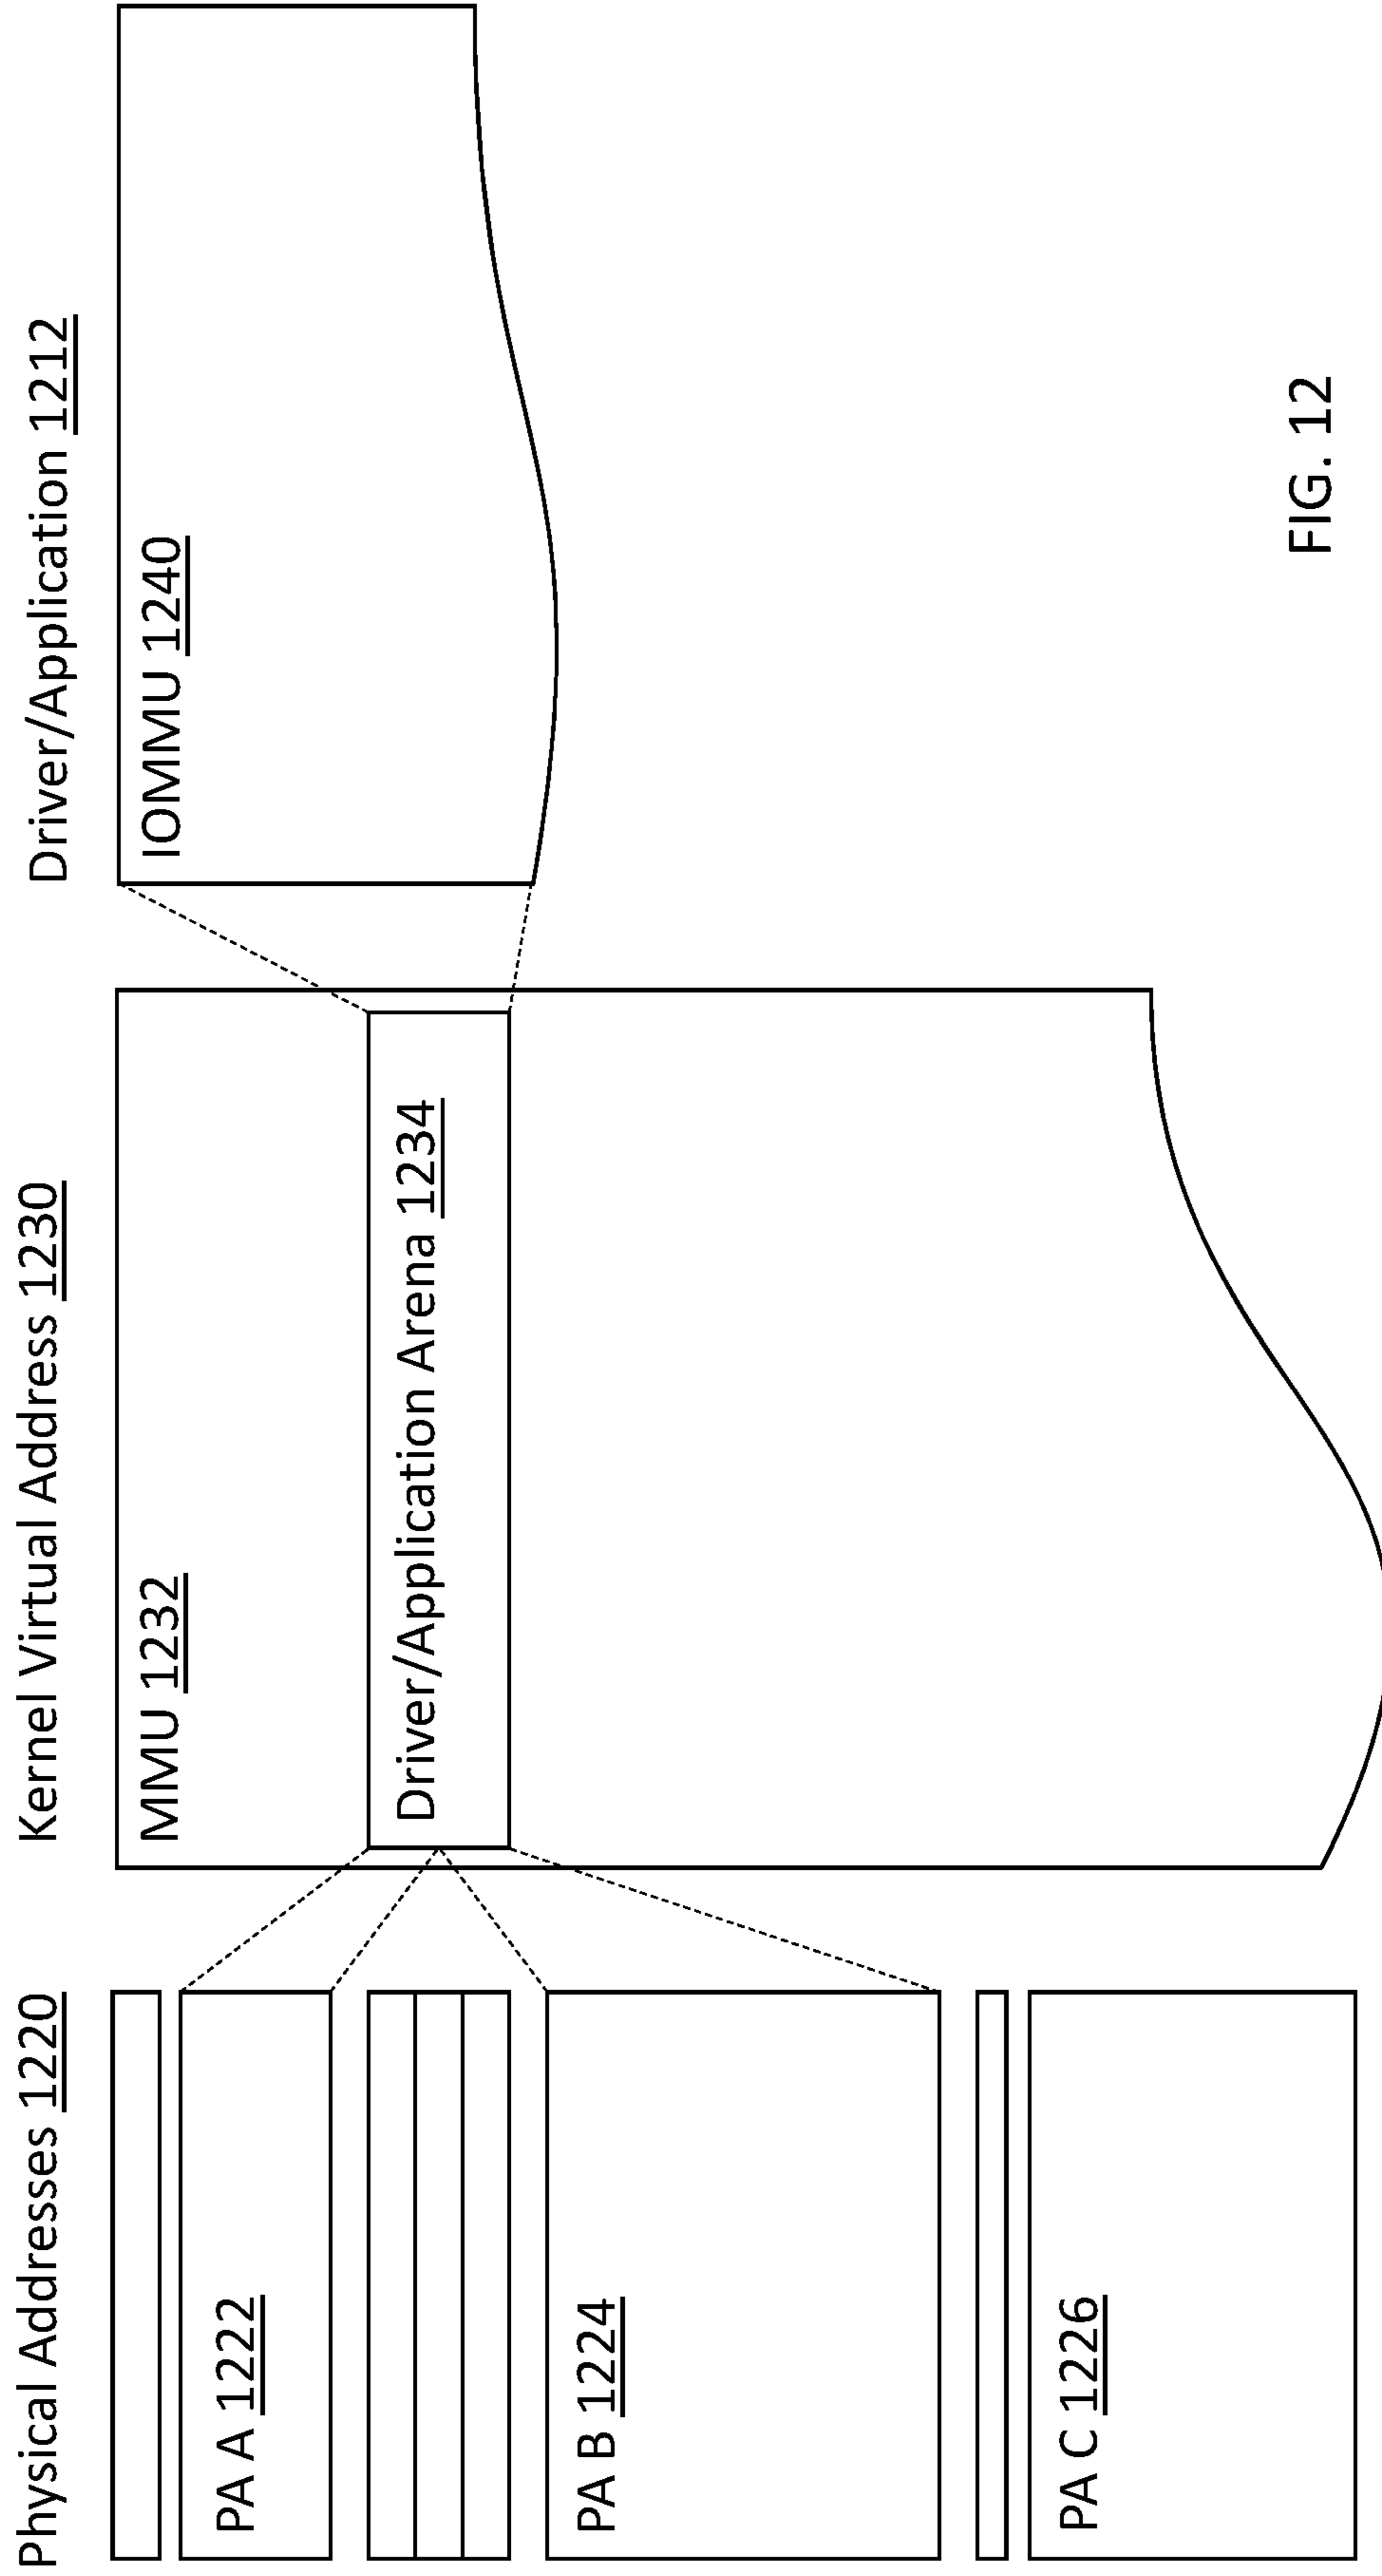 Physical Addresses 1220
PA A 1222
PA B 1224
PA C 1226
Kernel Virtual Address 1230
MMU 1232
Driver/Application Arena 1234
Driver/Application 1212
IOMMU 1240
FIG. 12